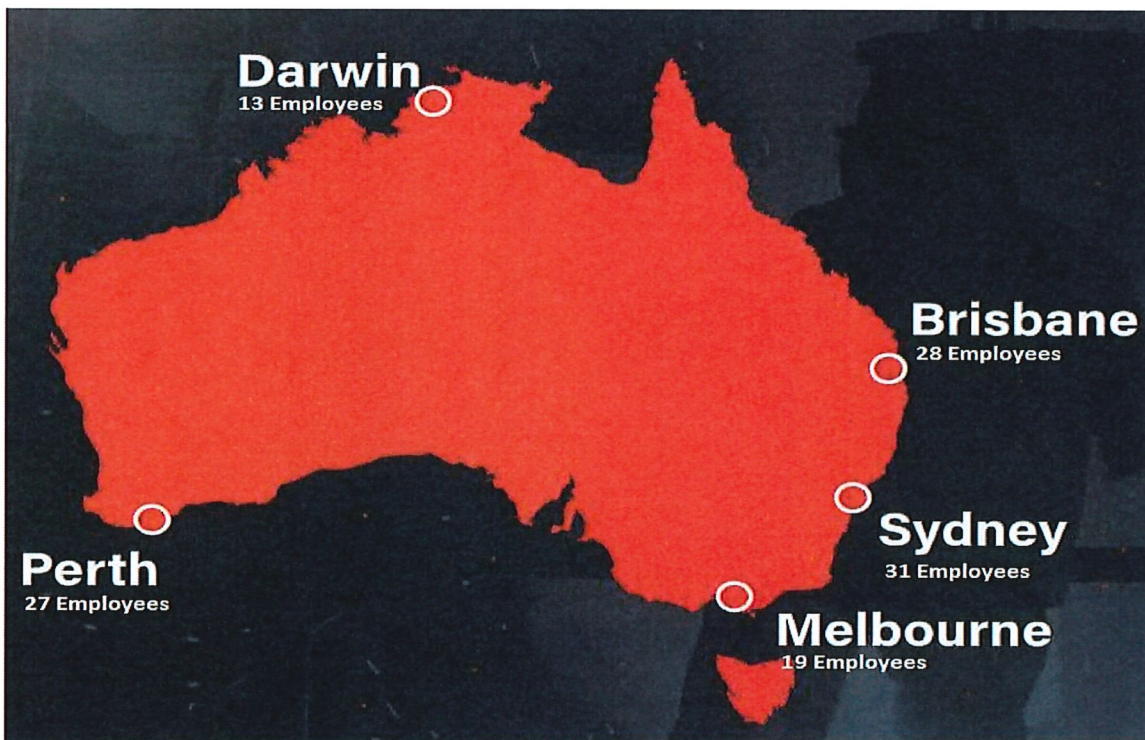 Darwin
13 Employees
Brisbane
28 Employees
Sydney
31 Employees
Perth
27 Employees
Melbourne
19 Employees